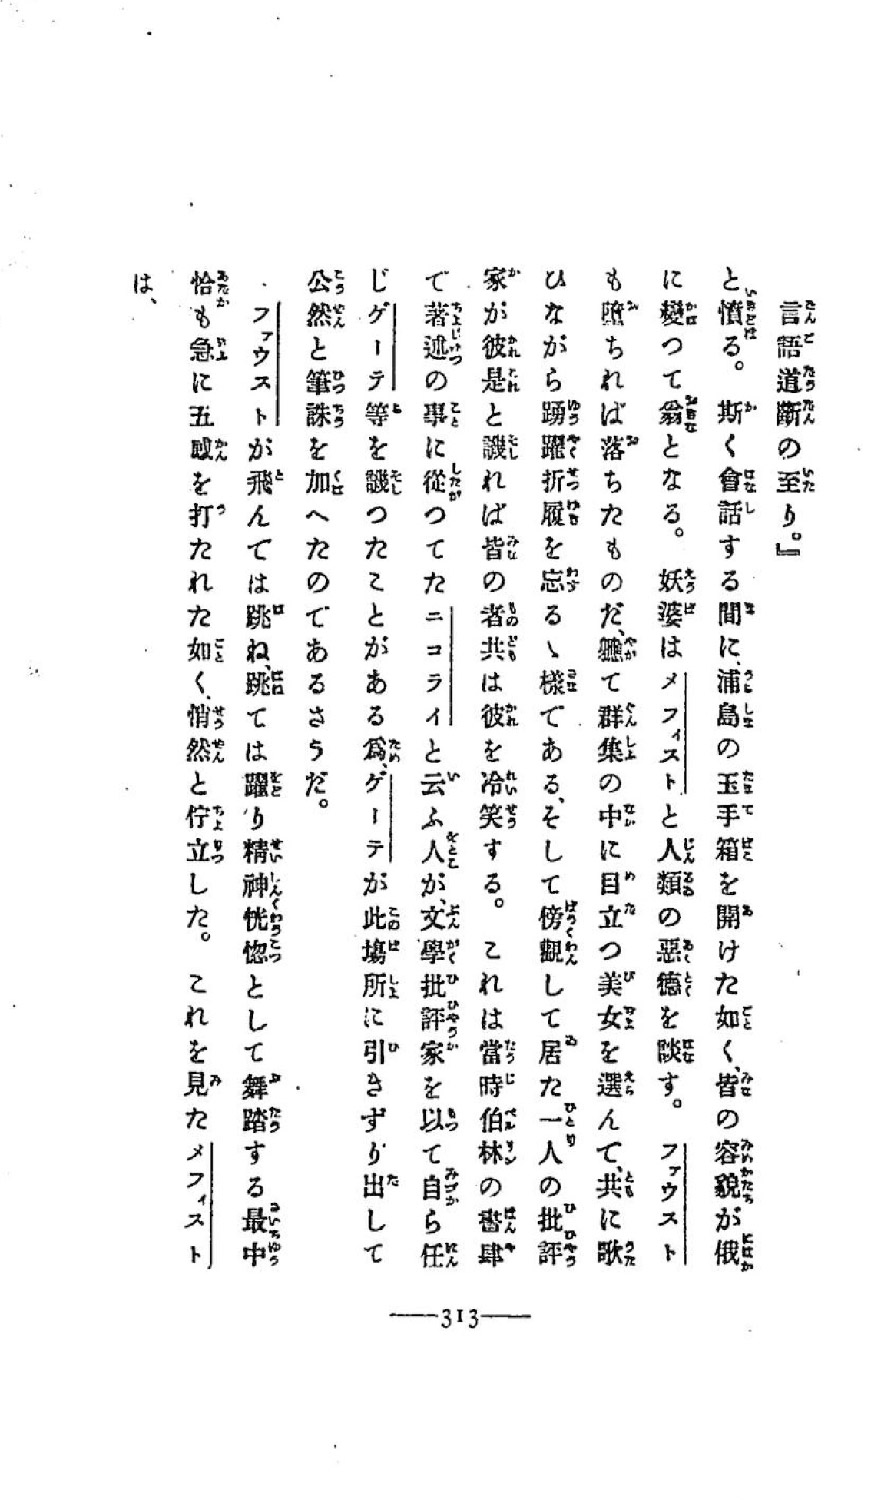 言語道斷の至り。』
と憤る。斯く會話する間に、浦島の玉手箱を開けた如く、皆の容貌が俄
に變つて翁となる。妖婆はメフィストと人類の惡德を談す。ファウスト
も墮ちれば落ちたものだ、軈て群集の中に目立つ美女を選んで、共に歌
ひながら踴躍折履を忘るゝ樣である、そして傍觀して居た一人の批評
家が彼是と譏れば皆の者共は彼を冷笑する。これは當時伯林の書肆
で著述の事に從つてたニコライと云ふ人が、文學批評家を以て自ら任
じゲーテ等を譏つたことがある爲、ゲーテが此塲所に引きずり出して
公然と筆誅を加へたのであるさうだ。
ファウストが飛んでは跳ね、跳ては躍り精神恍惚として舞踏する最中
恰も急に五感を打たれた如く、悄然と佇立した。これを見たメフィスト
は、
―313―